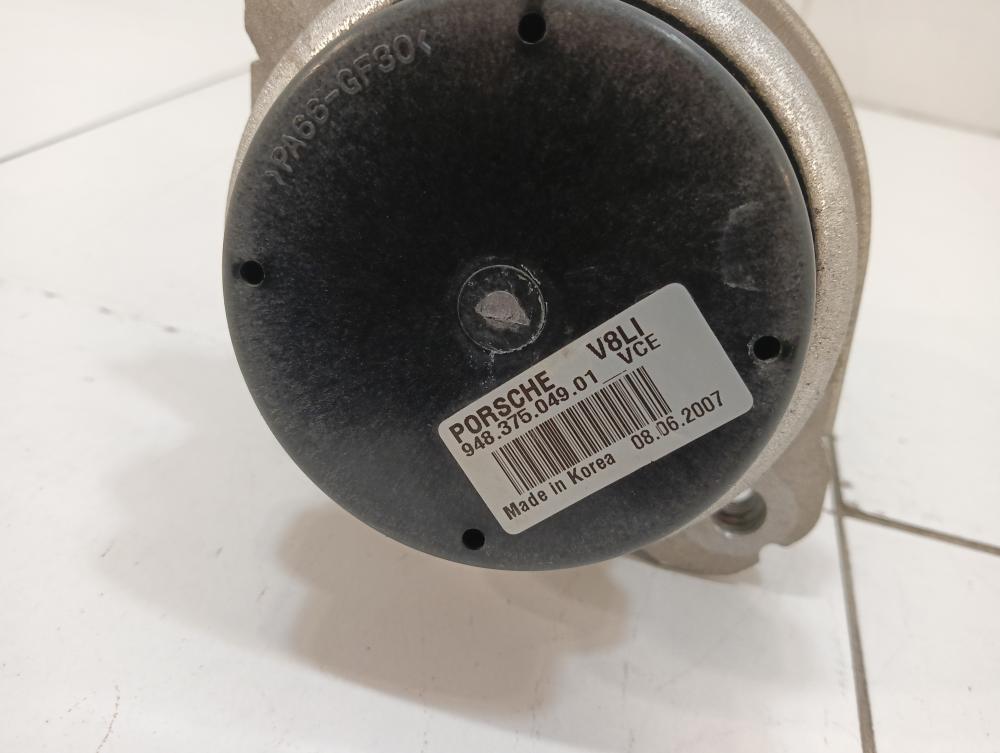 >PA66-GF30<
PORSCHE V8LI
948.375.049.01 VCE
Made in Korea 08.06.2007